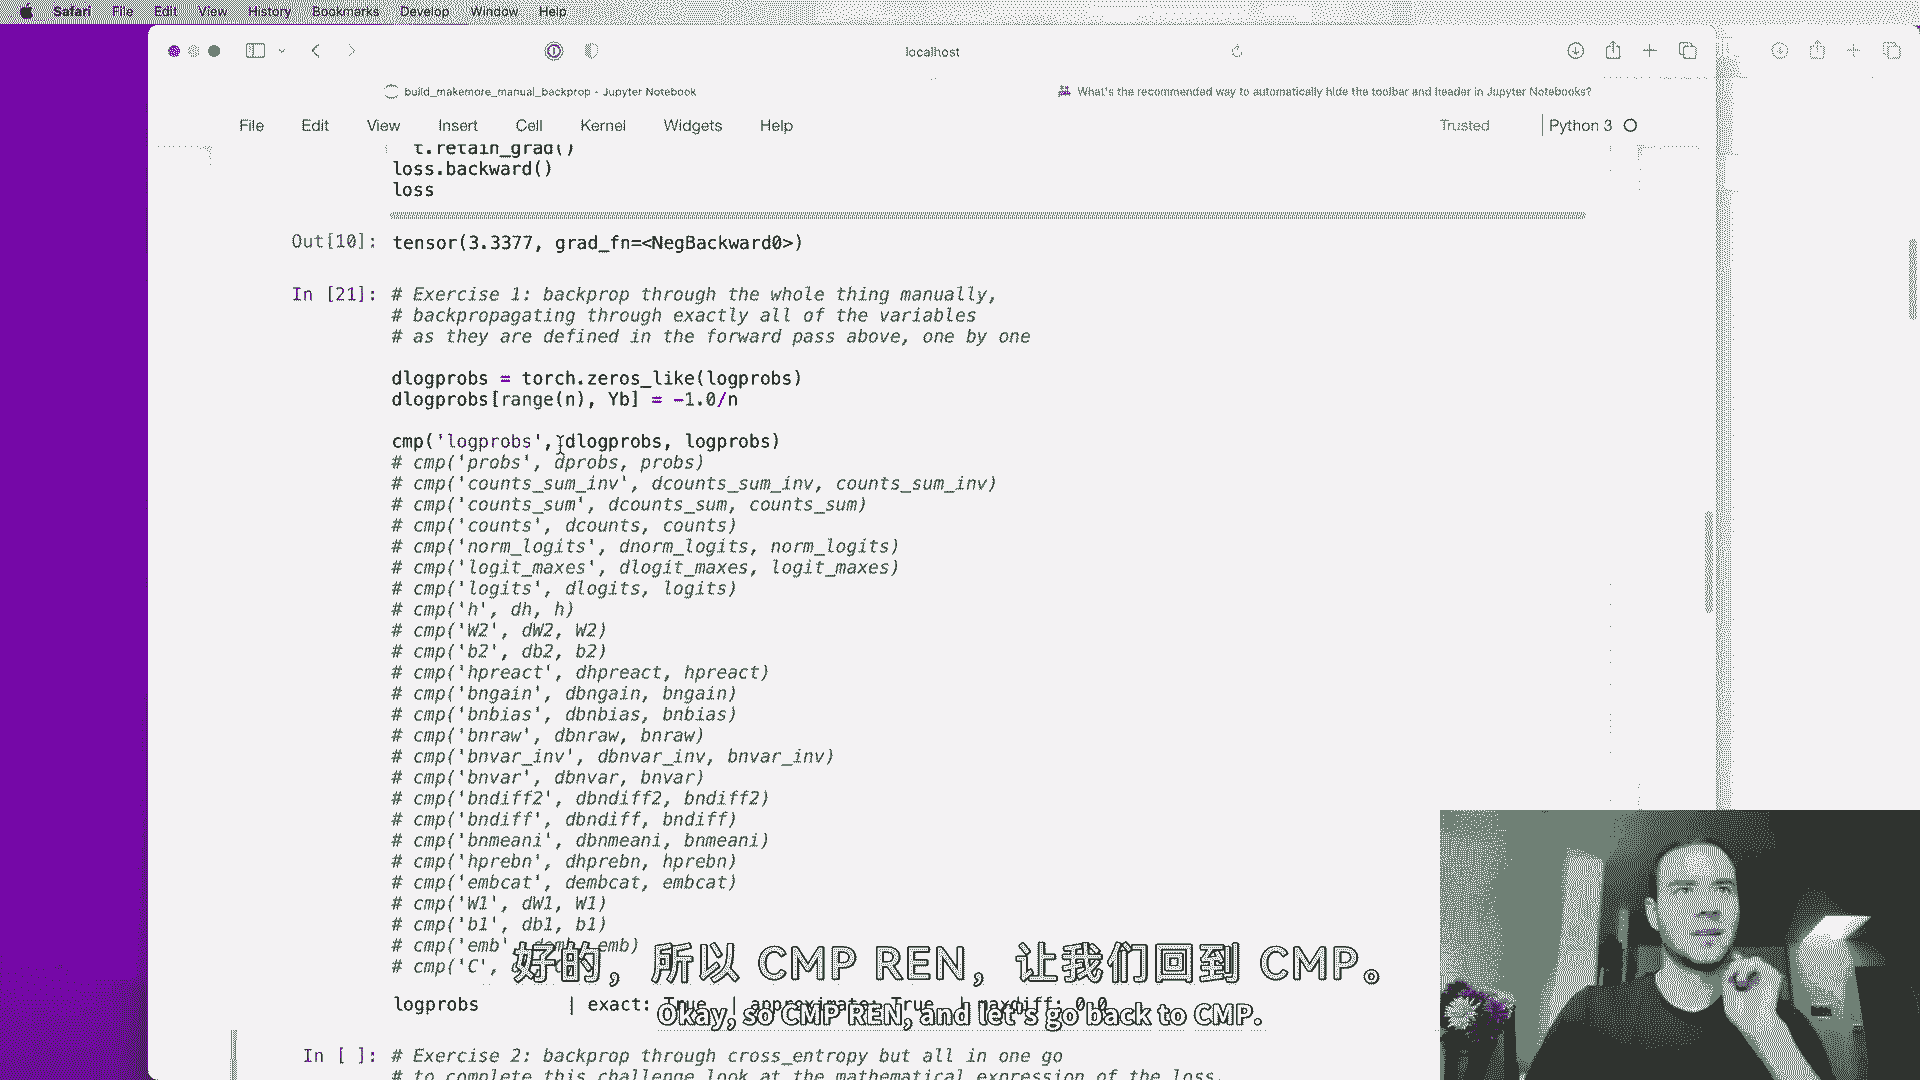 Safari File Edit View History Bookmarks Develop Window Help
localhost
build_makemore_manual_backprop - Jupyter Notebook
What's the recommended way to automatically hide the toolbar and header in Jupyter Notebooks?
File Edit View Insert Cell Kernel Widgets Help
Trusted
Python 3
t.retain_grad()
loss.backward()
loss
Out[10]: tensor(3.3377, grad_fn=<NegBackward0>)
In [21]: # Exercise 1: backprop through the whole thing manually,
# backpropagating through exactly all of the variables
# as they are defined in the forward pass above, one by one
dlogprobs = torch.zeros_like(logprobs)
dlogprobs[range(n), Yb] = -1.0/n
cmp('logprobs', dlogprobs, logprobs)
# cmp('probs', dprobs, probs)
# cmp('counts_sum_inv', dcounts_sum_inv, counts_sum_inv)
# cmp('counts_sum', dcounts_sum, counts_sum)
# cmp('counts', dcounts, counts)
# cmp('norm_logits', dnorm_logits, norm_logits)
# cmp('logit_maxes', dlogit_maxes, logit_maxes)
# cmp('logits', dlogits, logits)
# cmp('h', dh, h)
# cmp('W2', dW2, W2)
# cmp('b2', db2, b2)
# cmp('hpreact', dhpreact, hpreact)
# cmp('bngain', dbngain, bngain)
# cmp('bnbias', dbnbias, bnbias)
# cmp('bnraw', dbnraw, bnraw)
# cmp('bnvar_inv', dbnvar_inv, bnvar_inv)
# cmp('bnvar', dbnvar, bnvar)
# cmp('bndiff2', dbndiff2, bndiff2)
# cmp('bndiff', dbndiff, bndiff)
# cmp('bnmeani', dbnmeani, bnmeani)
# cmp('hprebn', dhprebn, hprebn)
# cmp('embcat', dembcat, embcat)
# cmp('W1', dW1, W1)
# cmp('b1', db1, b1)
# cmp('emb', demb, emb)
# cmp('C',
好的，所以 CMP REN，让我们回到 CMP。
logprobs | exact: True | approximate: True | maxdiff: 0.0
Okay, so CMP REN, and let's go back to CMP.
In [ ]: # Exercise 2: backprop through cross_entropy but all in one go
# to complete this challenge look at the mathematical expression of the loss,